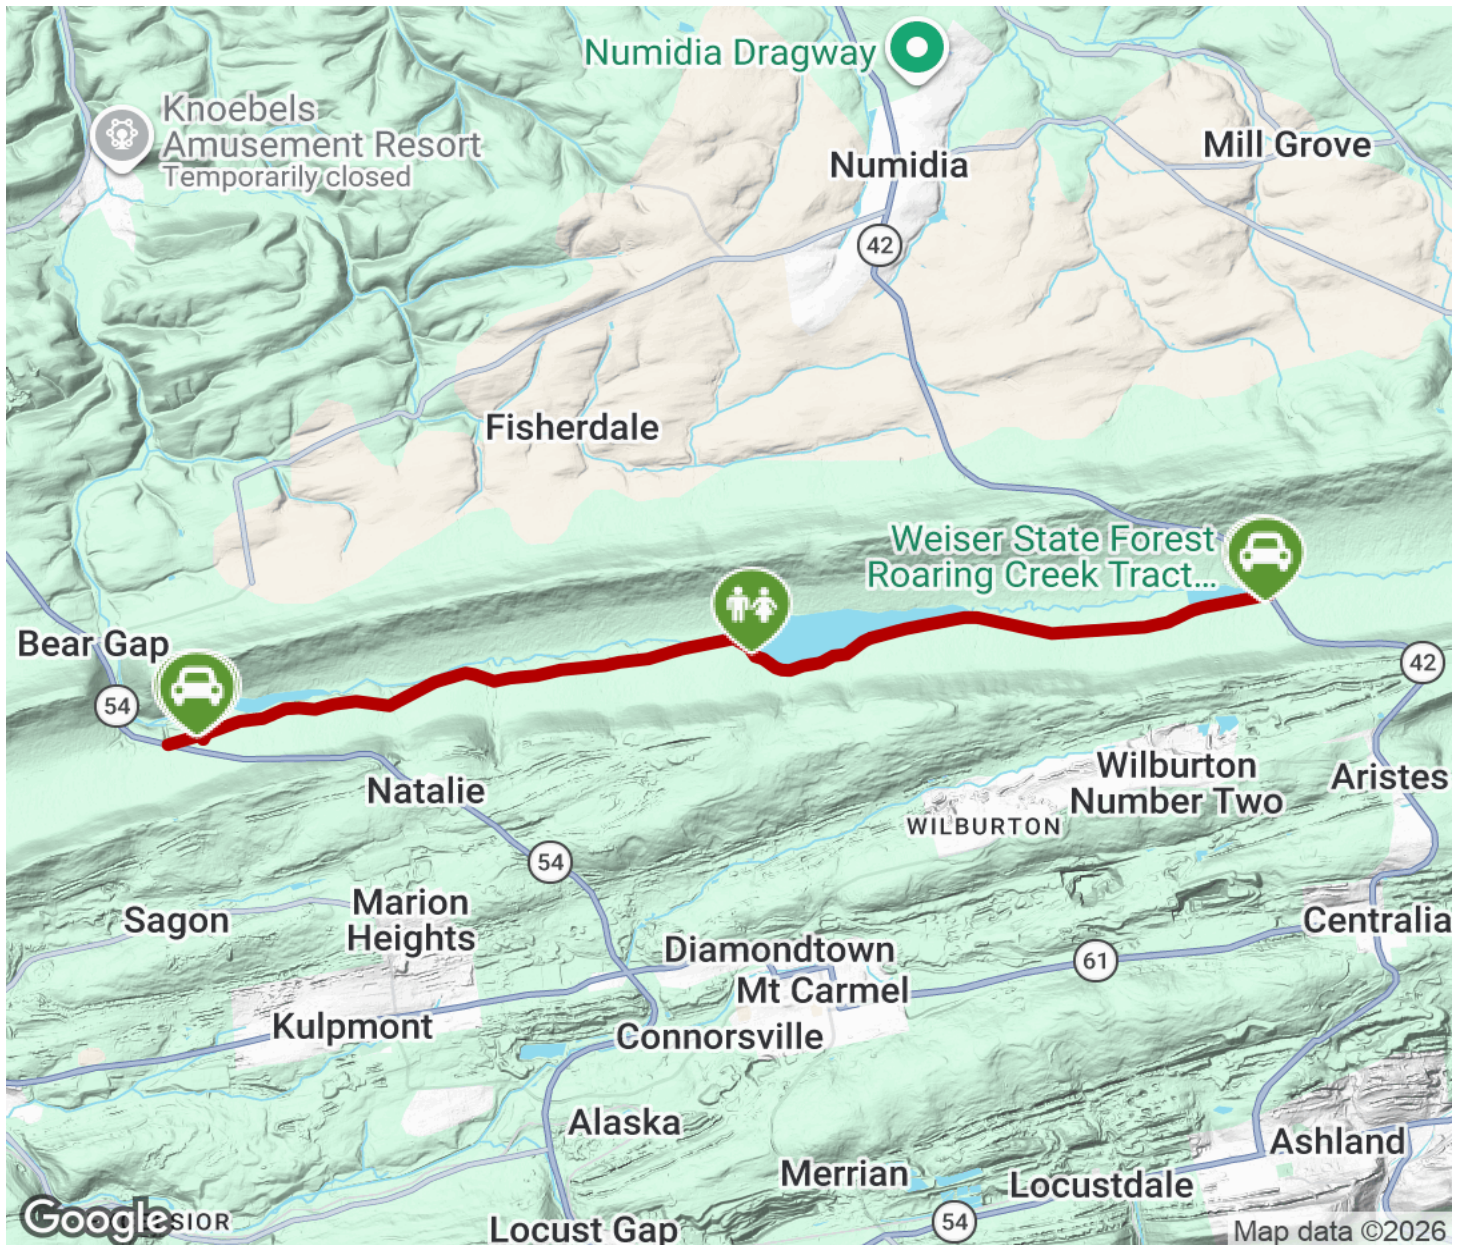 Numidia Dragway
Knoebels
Amusement Resort
Temporarily closed
Mill Grove
Numidia
42
Fisherdale
Weiser State Forest
Roaring Creek Tract...
Bear Gap
54
42
Natalie
Wilburton
Number Two
Aristes
WILBURTON
54
Marion
Heights
Sagon
Centralia
Diamondtown
61
Mt Carmel
Kulpmont
Connorsville
Alaska
Ashland
Merrian
Locustdale
Google
SIOR
Locust Gap
54
Map data ©2026